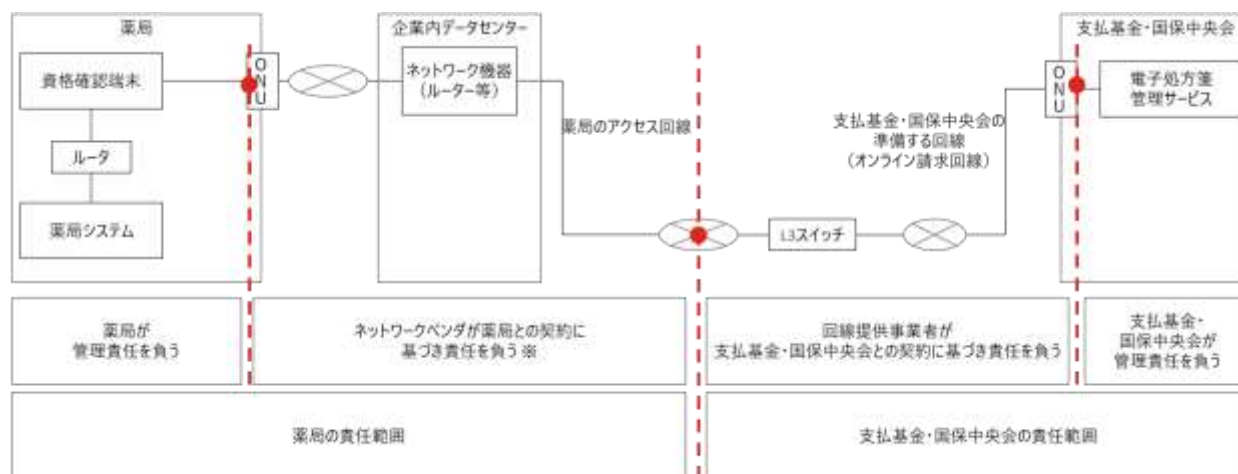 薬局
資格確認端末
ルータ
薬局システム
ONU
企業内データセンター
ネットワーク機器
(ルーター等)
薬局のアクセス回線
L3スイッチ
支払基金・国保中央会の
準備する回線
(オンライン請求回線)
ONU
支払基金・国保中央会
電子処方箋
管理サービス
薬局が
管理責任を負う
ネットワークベンダが薬局との契約に
基づき責任を負う※
回線提供事業者が
支払基金・国保中央会との契約に基づき責任を負う
支払基金・
国保中央会が
管理責任を負う
薬局の責任範囲
支払基金・国保中央会の責任範囲